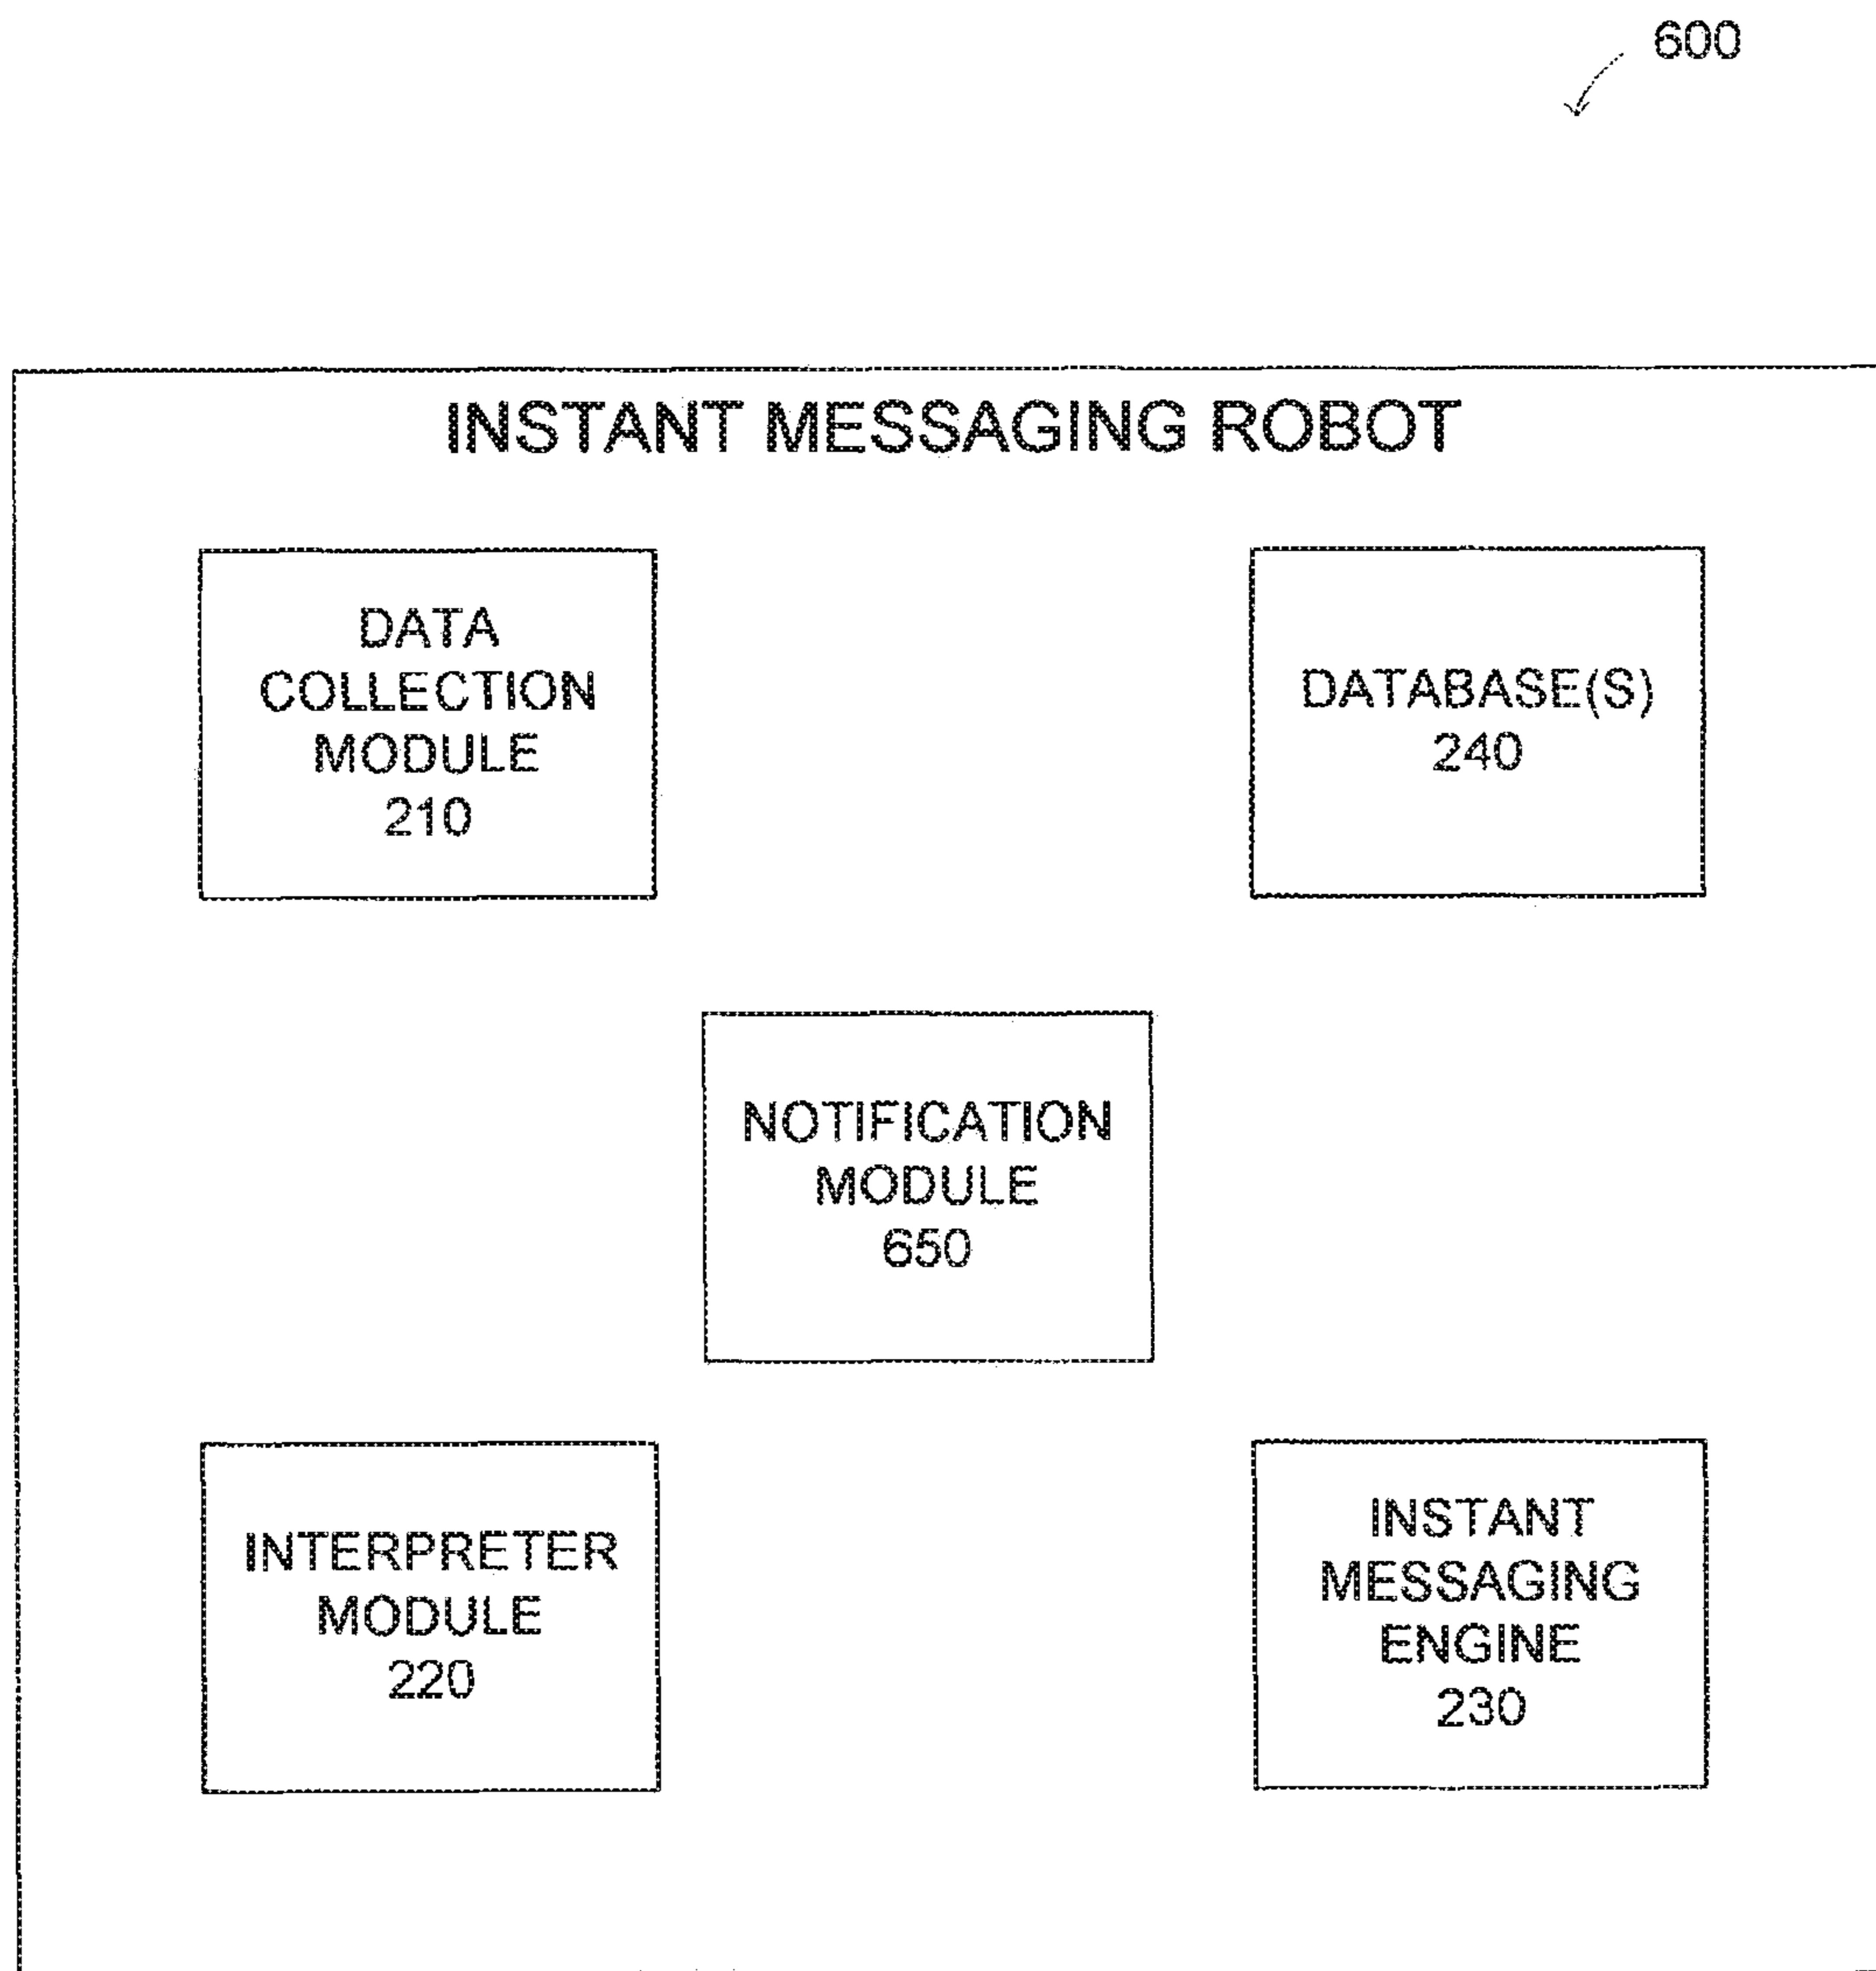 600
INSTANT MESSAGING ROBOT
DATA
COLLECTION
MODULE
210
DATABASE(S)
240
NOTIFICATION
MODULE
650
INTERPRETER
MODULE
220
INSTANT
MESSAGING
ENGINE
230